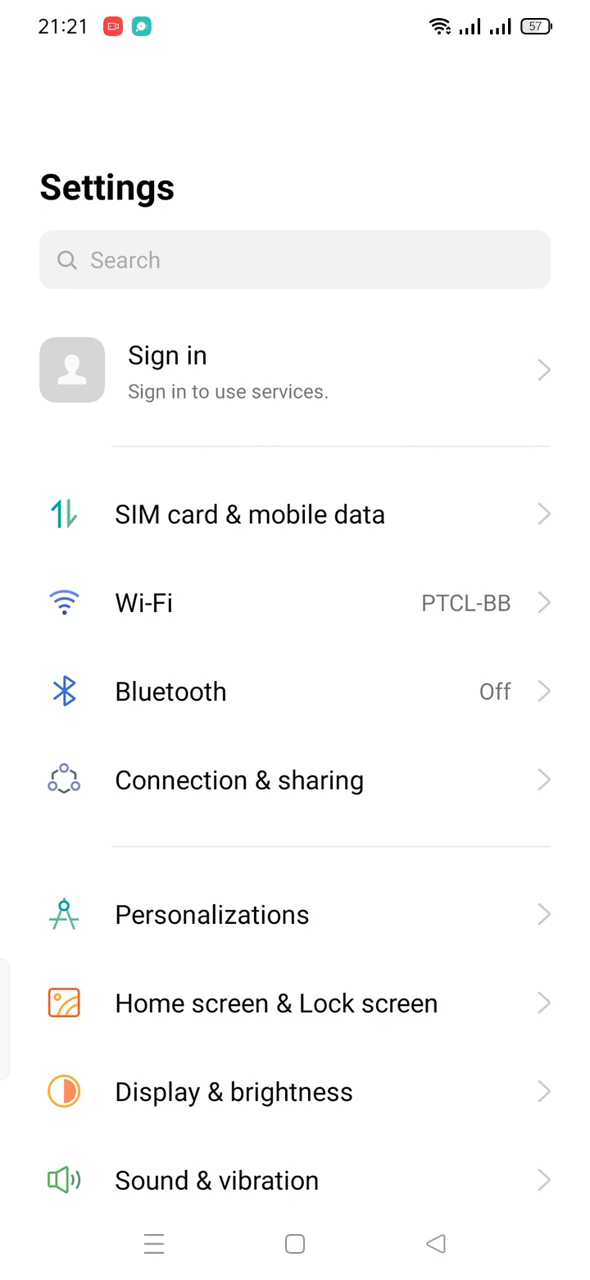 21:21 57
Settings
Search
Sign in
Sign in to use services.
SIM card & mobile data
Wi-Fi PTCL-BB
Bluetooth Off
Connection & sharing
Personalizations
Home screen & Lock screen
Display & brightness
Sound & vibration